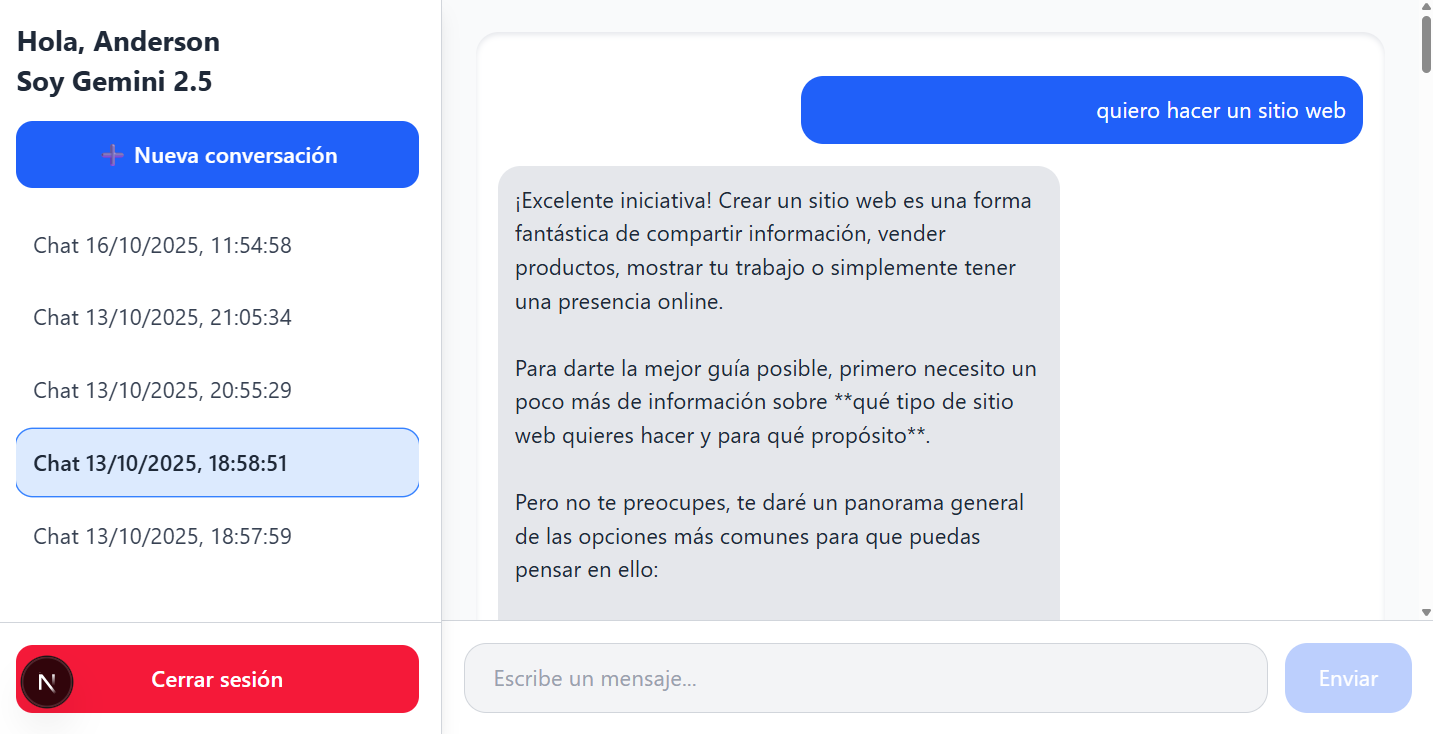 Hola, Anderson
Soy Gemini 2.5
➕ Nueva conversación
Chat 16/10/2025, 11:54:58
Chat 13/10/2025, 21:05:34
Chat 13/10/2025, 20:55:29
Chat 13/10/2025, 18:58:51
Chat 13/10/2025, 18:57:59
N
Cerrar sesión
quiero hacer un sitio web
¡Excelente iniciativa! Crear un sitio web es una forma
fantástica de compartir información, vender
productos, mostrar tu trabajo o simplemente tener
una presencia online.
Para darte la mejor guía posible, primero necesito un
poco más de información sobre **qué tipo de sitio
web quieres hacer y para qué propósito**.
Pero no te preocupes, te daré un panorama general
de las opciones más comunes para que puedas
pensar en ello:
Escribe un mensaje...
Enviar